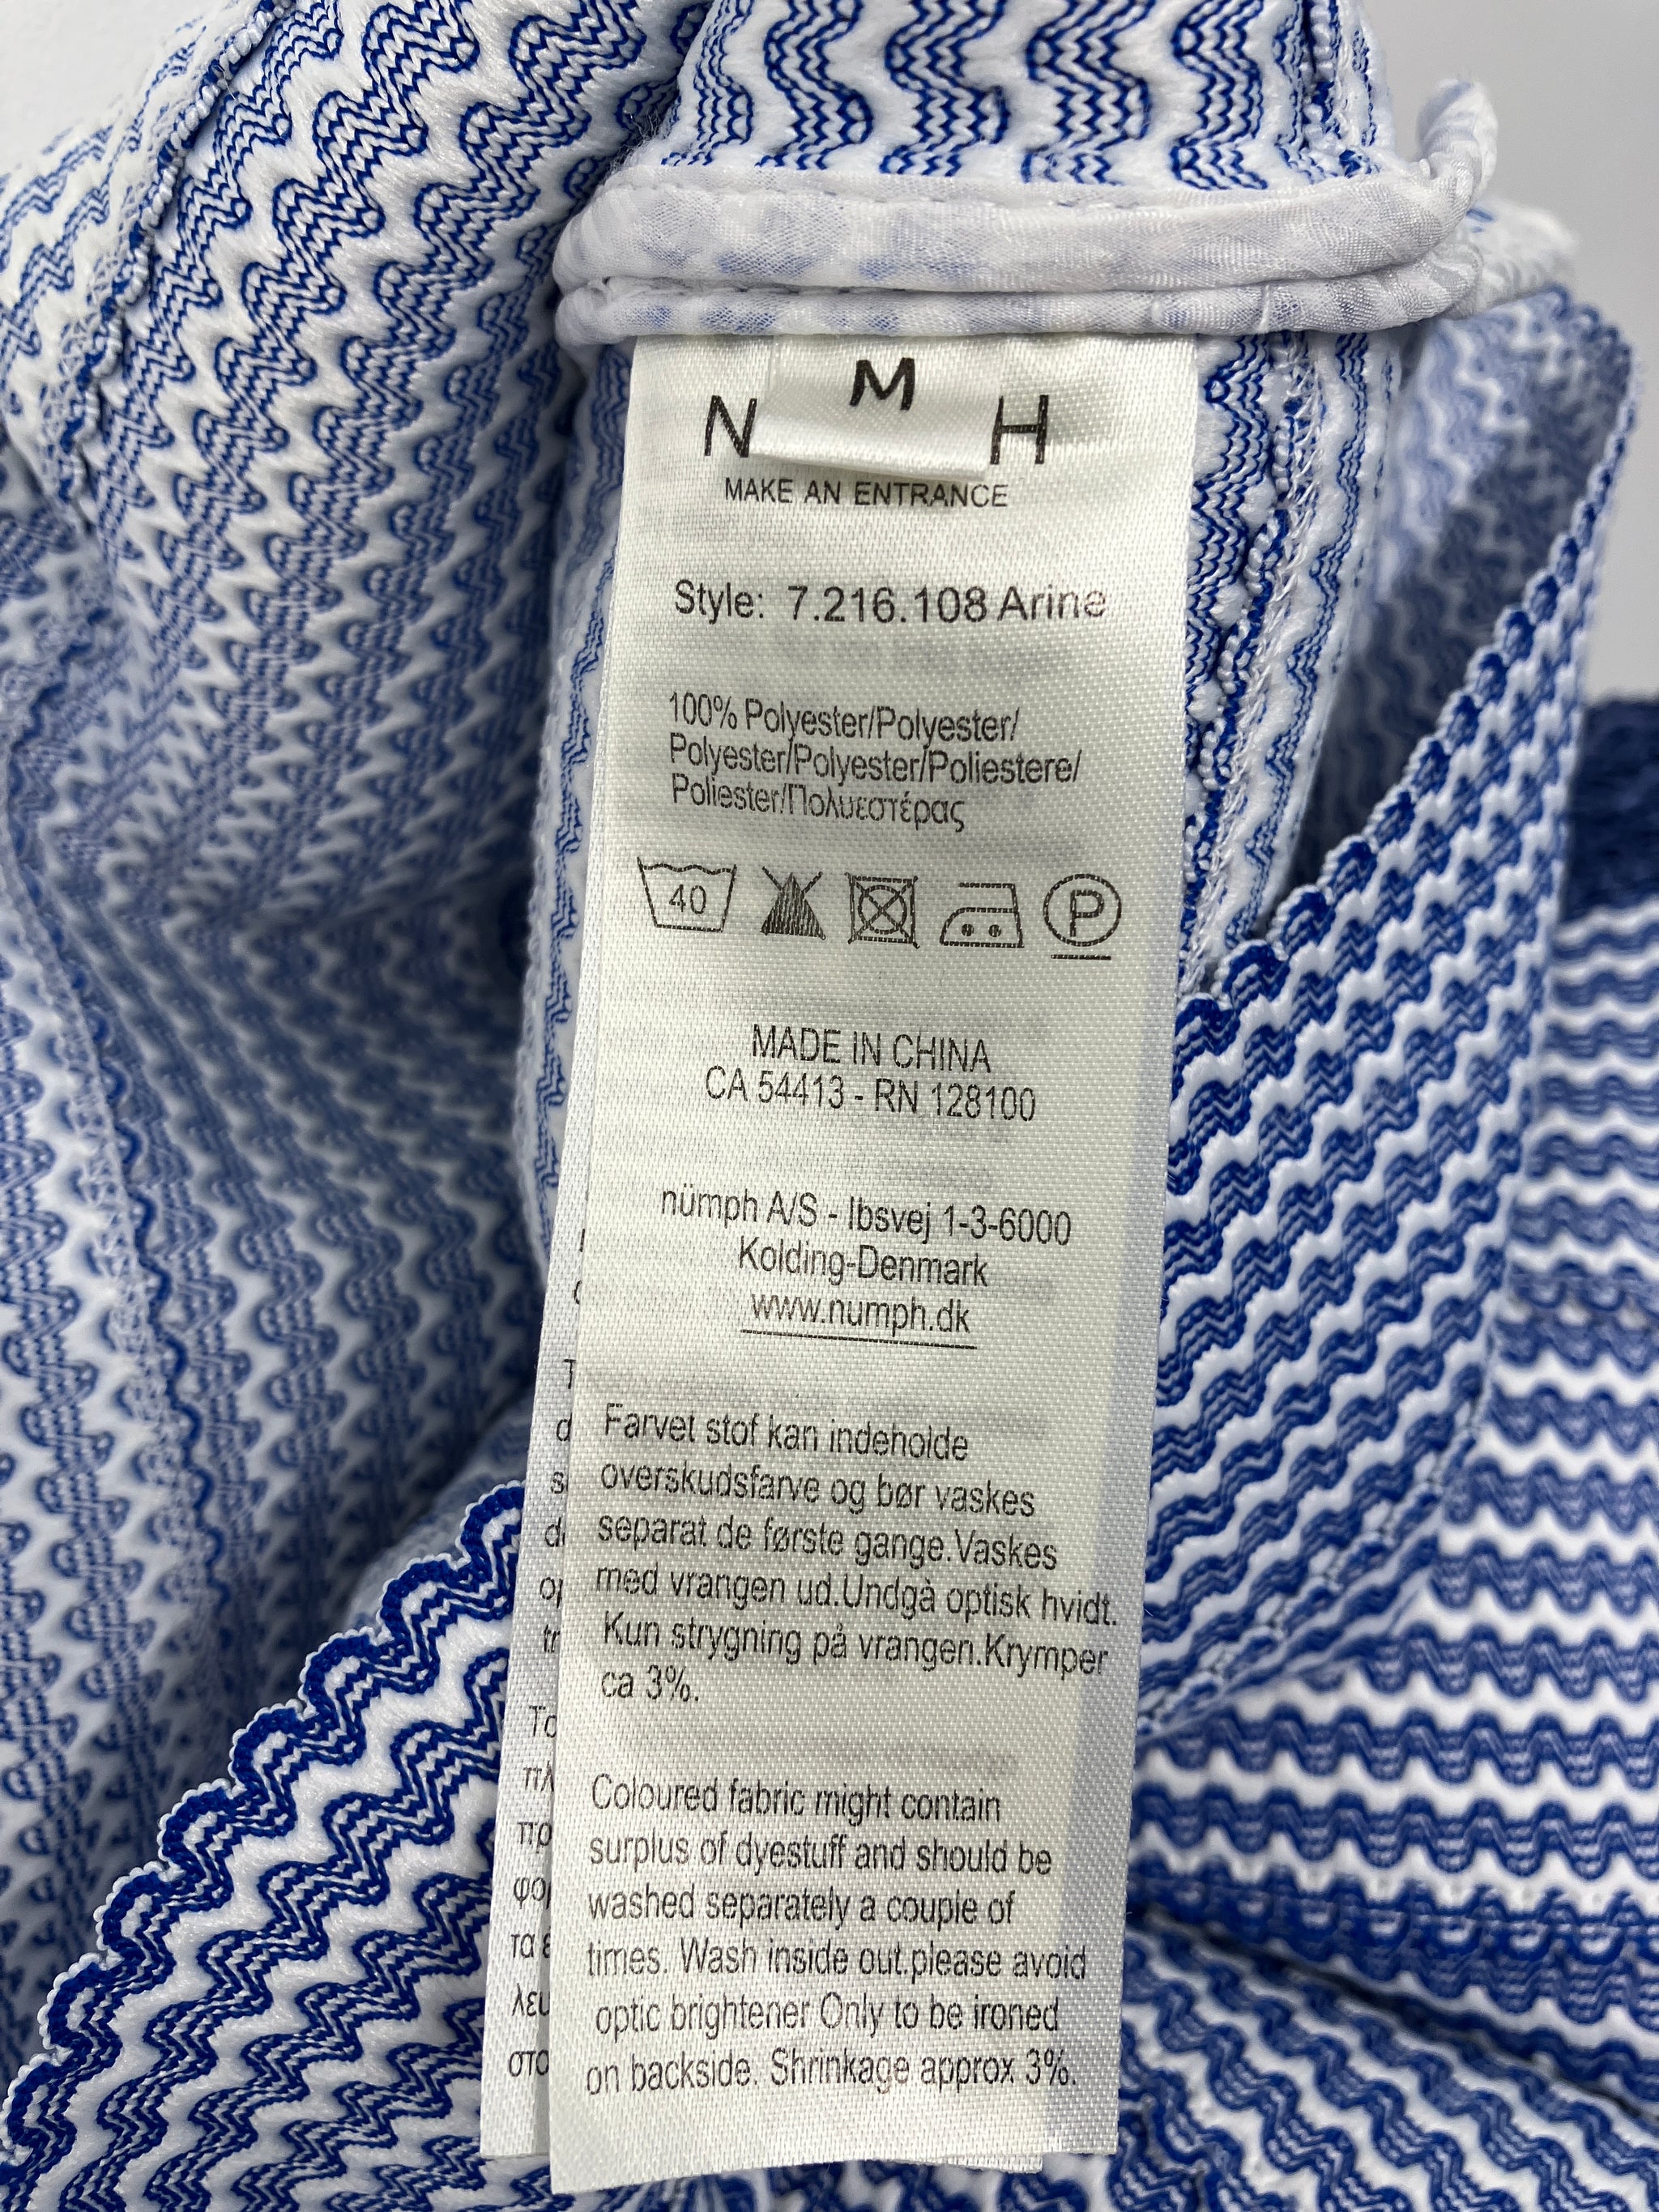 M
N H
MAKE AN ENTRANCE
Style: 7.216.108 Arine
100% Polyester/Polyester/
Polyester/Polyester/Poliestere/
Poliester/Πολυεστέρας
40
P
MADE IN CHINA
CA 54413 - RN 128100
nümph A/S - Ibsvej 1-3-6000
Kolding-Denmark
www.numph.dk
Farvet stof kan indeholde
overskudsfarve og bør vaskes
separat de første gange.Vaskes
med vrangen ud.Undgà optisk hvidt.
Kun strygning på vrangen.Krymper
ca 3%.
Coloured fabric might contain
surplus of dyestuff and should be
washed separately a couple of
times. Wash inside out.please avoid
optic brightener Only to be ironed
on backside. Shrinkage approx 3%.